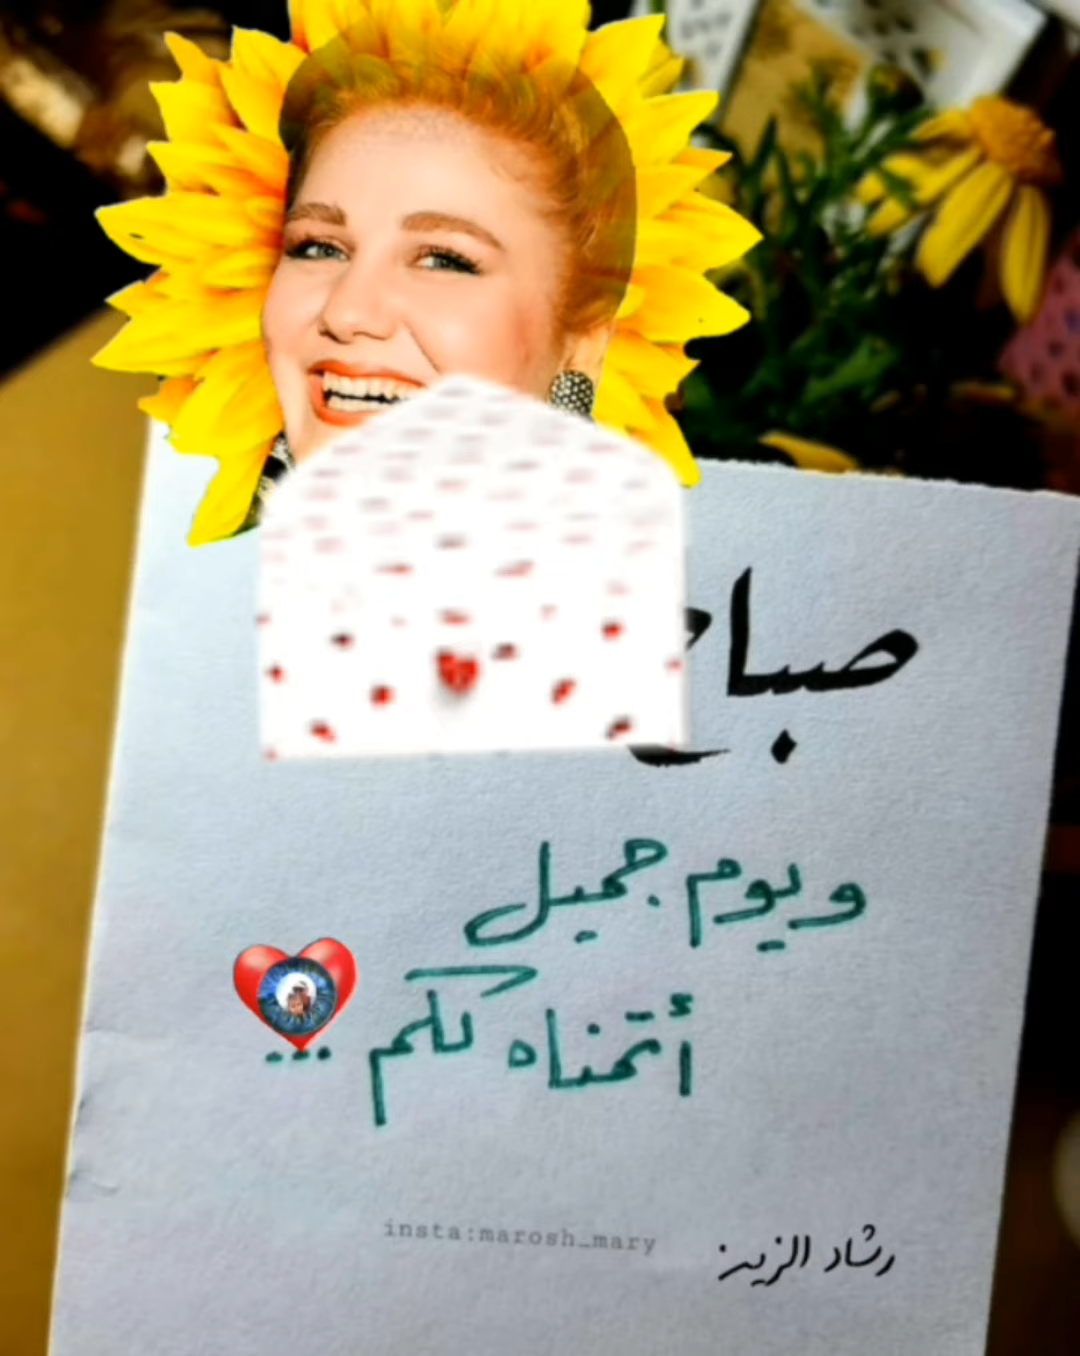 صباح
ويوم جميل
أتمناه لكم ...
insta:marosh_mary
رشاد الزين